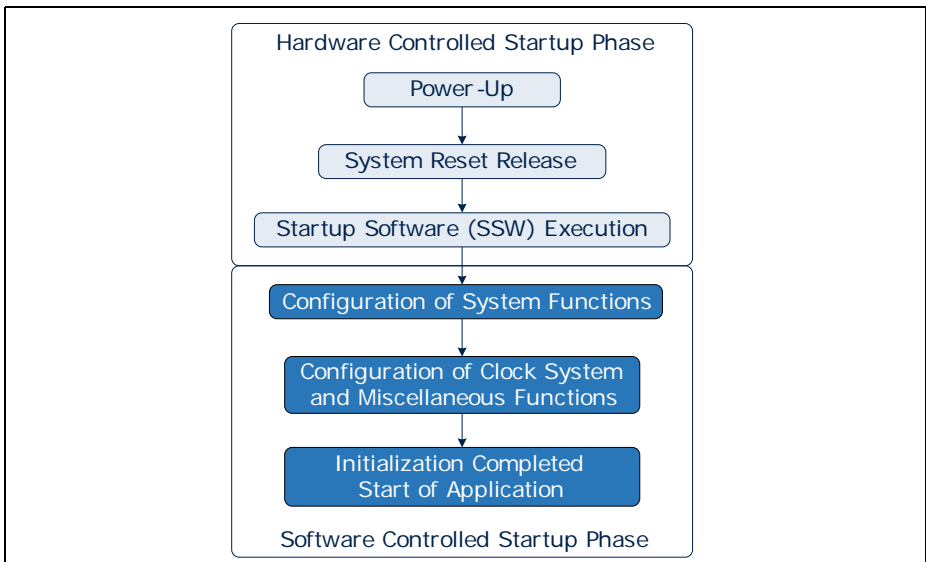 Hardware Controlled Startup Phase
Power-Up
System Reset Release
Startup Software (SSW) Execution
Configuration of System Functions
Configuration of Clock System
and Miscellaneous Functions
Initialization Completed
Start of Application
Software Controlled Startup Phase